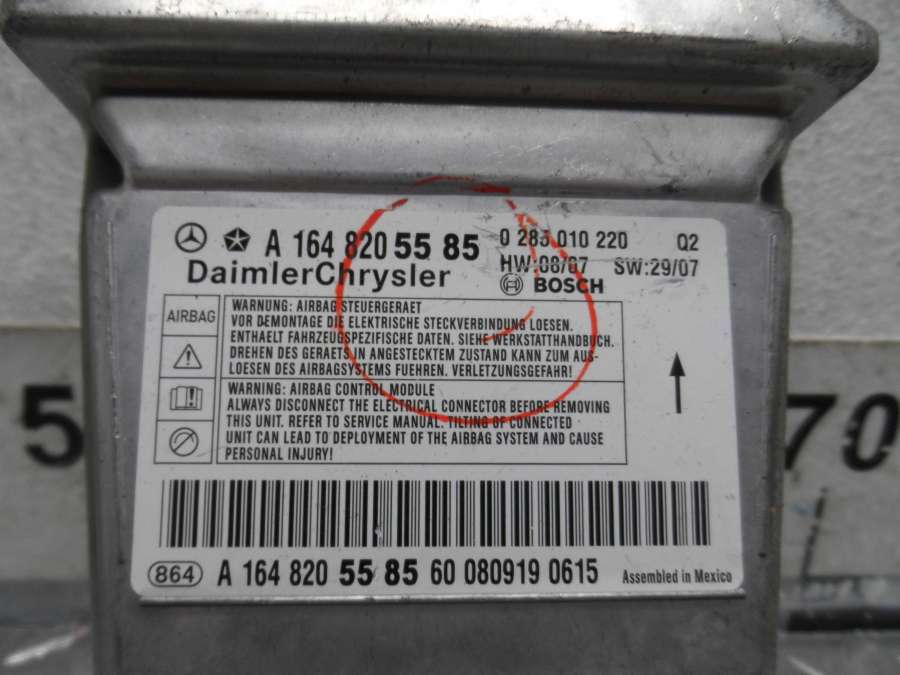 A 164 820 55 85 0 283 010 220 Q2
DaimlerChrysler HW:08/07 SW:29/07
BOSCH
AIRBAG
WARNUNG: AIRBAG STEUERGERAET
VOR DEMONTAGE DIE ELEKTRISCHE STECKVERBINDUNG LOESEN.
ENTHAELT FAHRZEUGSPEZIFISCHE DATEN. SIEHE WERKSTATTHANDBUCH.
DREHEN DES GERAETS IN ANGESTECKTEM ZUSTAND KANN ZUM AUS-
LOESEN DES AIRBAGSYSTEMS FUEHREN. VERLETZUNGSGEFAHR!
WARNING: AIRBAG CONTROL MODULE
ALWAYS DISCONNECT THE ELECTRICAL CONNECTOR BEFORE REMOVING
THIS UNIT. REFER TO SERVICE MANUAL. TILTING OF CONNECTED
UNIT CAN LEAD TO DEPLOYMENT OF THE AIRBAG SYSTEM AND CAUSE
PERSONAL INJURY!
5 70
864 A 164 820 55 85 60 080919 0615 Assembled in Mexico